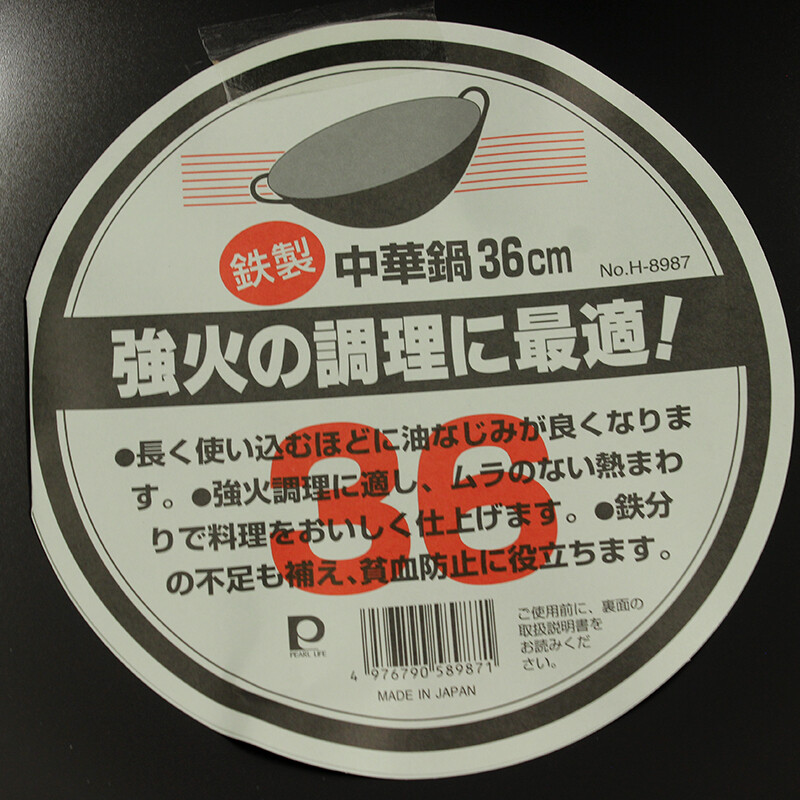 鉄製 中華鍋36cm No.H-8987
強火の調理に最適!
36
●長く使い込むほどに油なじみが良くなりま
す。●強火調理に適し、ムラのない熱まわ
りで料理をおいしく仕上げます。●鉄分
の不足も補え、貧血防止に役立ちます。
PEARL LIFE
4 976790 589871
MADE IN JAPAN
ご使用前に、裏面の
取扱説明書を
お読みくだ
さい。